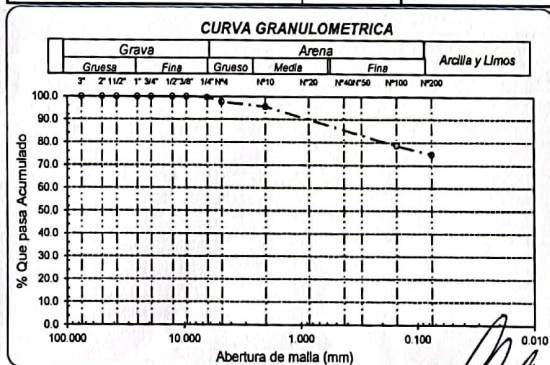 CURVA GRANULOMETRICA
Grava Arena Arcilla y Limos
Gruesa Fina Grueso Media Fina
3" 2" 1 1/2" 1" 3/4" 1/2" 3/8" 1/4" Nº4 Nº10 Nº20 Nº40 Nº50 Nº100 Nº200
100.0
90.0
80.0
70.0
60.0
50.0
40.0
30.0
20.0
10.0
0.0
% Que pasa Acumulado
100.000 10.000 1.000 0.100 0.010
Abertura de malla (mm)